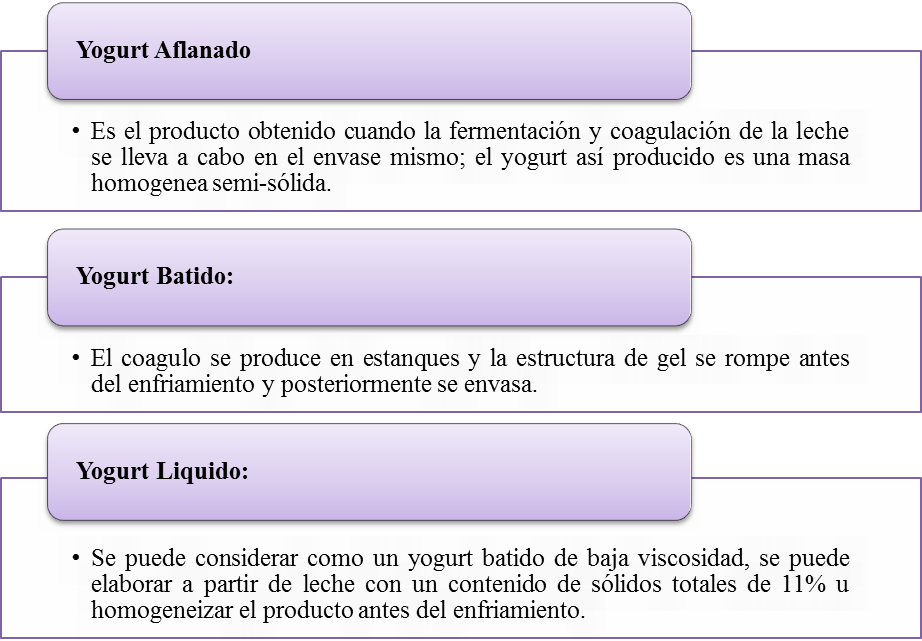 Yogurt Aflanado
• Es el producto obtenido cuando la fermentación y coagulación de la leche
se lleva a cabo en el envase mismo; el yogurt así producido es una masa
homogenea semi-sólida.
Yogurt Batido:
• El coagulo se produce en estanques y la estructura de gel se rompe antes
del enfriamiento y posteriormente se envasa.
Yogurt Liquido:
• Se puede considerar como un yogurt batido de baja viscosidad, se puede
elaborar a partir de leche con un contenido de sólidos totales de 11% u
homogeneizar el producto antes del enfriamiento.